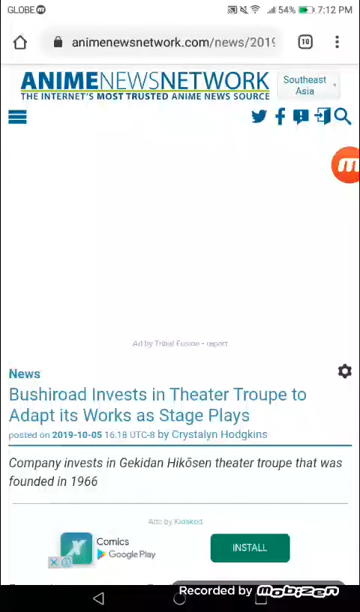 GLOBE
54% 7:12 PM
animenewsnetwork.com/news/2019
10
ANIMENEWSNETWORK
THE INTERNET'S MOST TRUSTED ANIME NEWS SOURCE
Southeast
Asia
Ad by Tribal Fusion • report
News
Bushiroad Invests in Theater Troupe to
Adapt its Works as Stage Plays
posted on 2019-10-05 16:18 UTC-8 by Crystalyn Hodgkins
Company invests in Gekidan Hikōsen theater troupe that was
founded in 1966
Ads by Kiosked
Comics
Google Play
INSTALL
Recorded by Mobizen